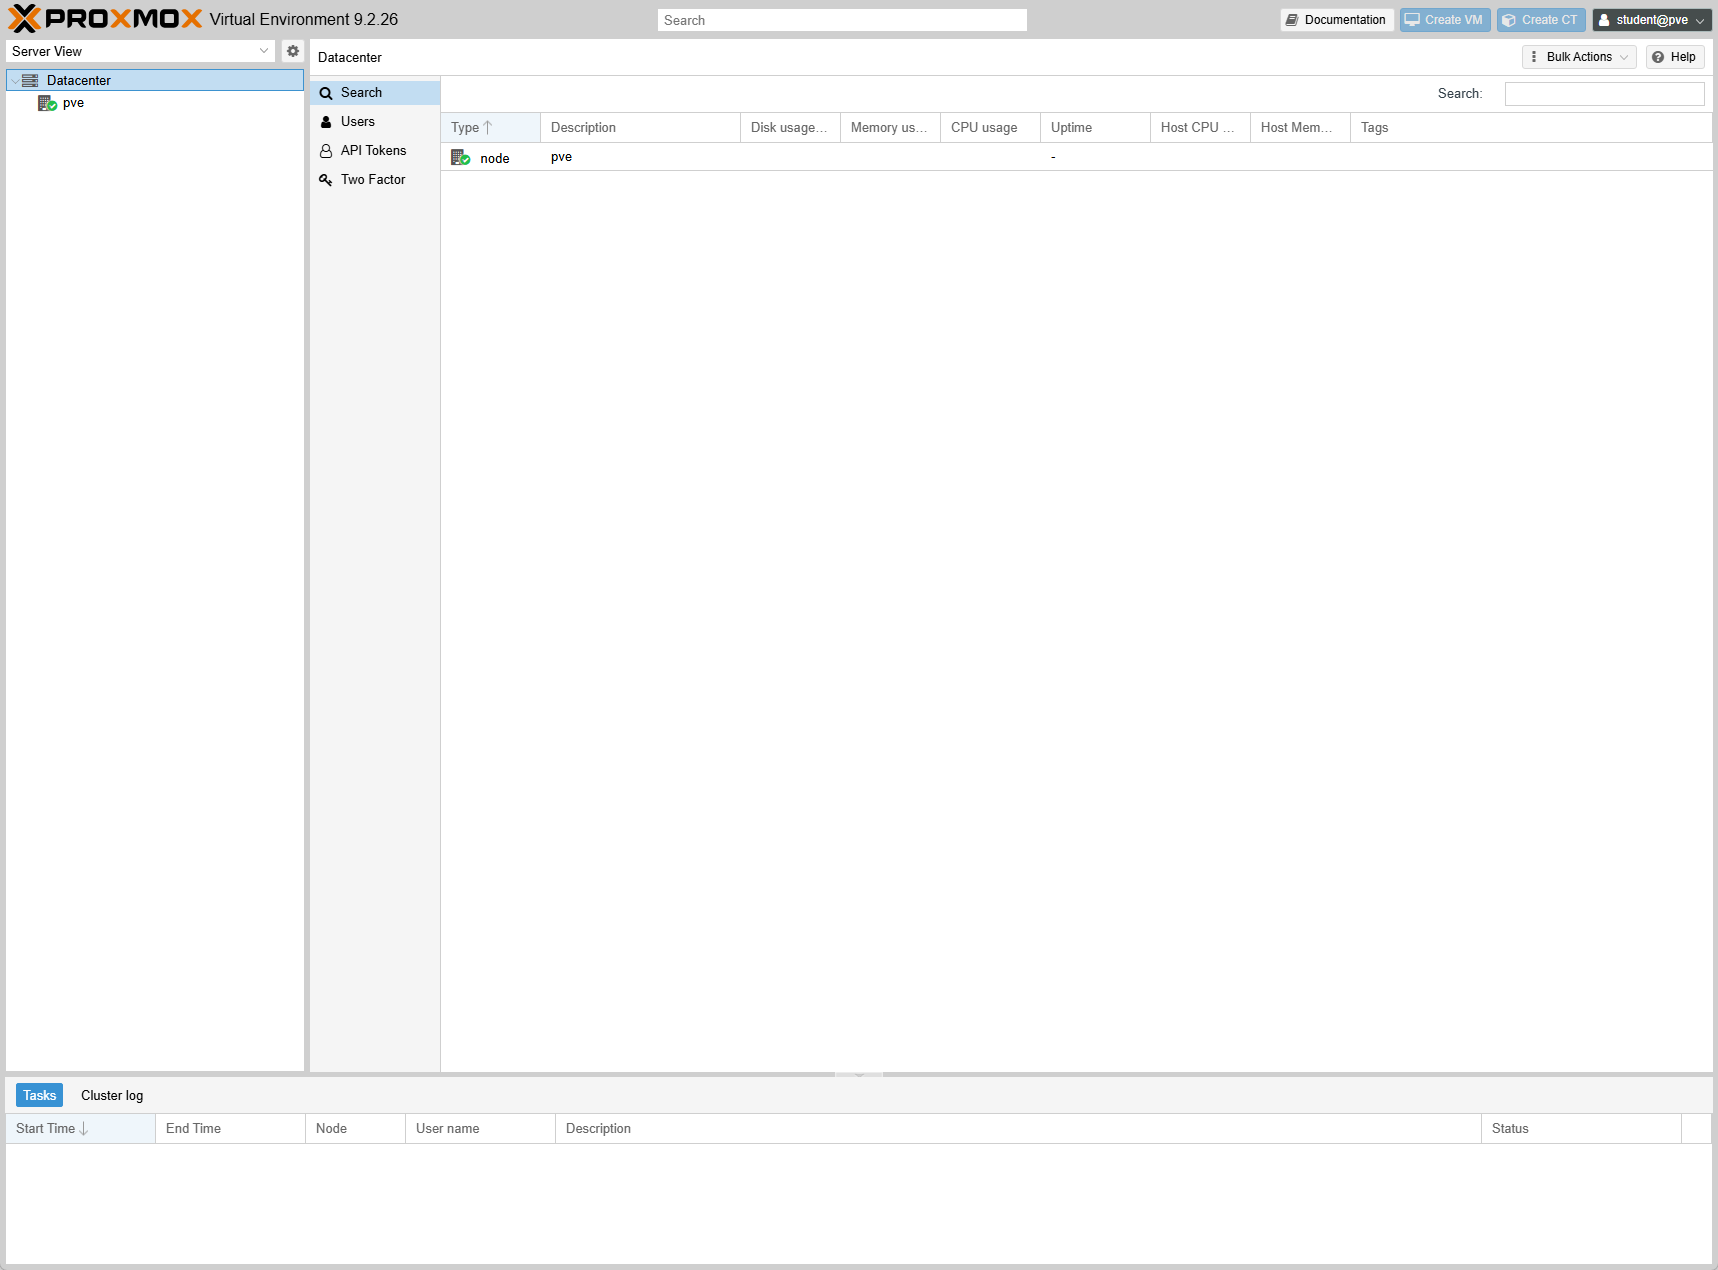 PROXMOX Virtual Environment 9.2.26
Search
Documentation
Create VM
Create CT
student@pve
Server View
Datacenter
pve
Datacenter
Bulk Actions
Help
Search
Users
API Tokens
Two Factor
Search:
Type Description Disk usage... Memory us... CPU usage Uptime Host CPU ... Host Mem... Tags
node pve -
Tasks Cluster log
Start Time End Time Node User name Description Status